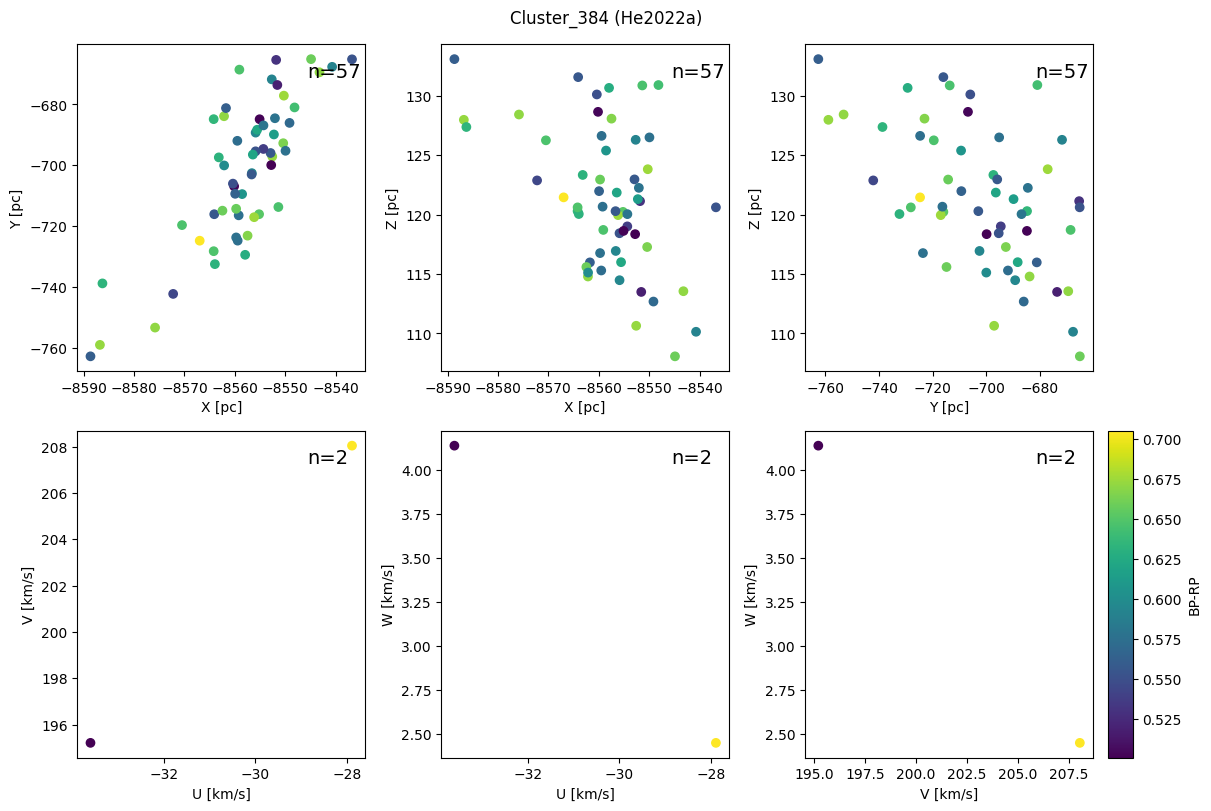 Cluster_384 (He2022a)
n=57
−680
−700
−720
−740
−760
Y [pc]
−8590 −8580 −8570 −8560 −8550 −8540
X [pc]
n=57
130
125
120
115
110
Z [pc]
−8590 −8580 −8570 −8560 −8550 −8540
X [pc]
n=57
130
125
120
115
110
Z [pc]
−760 −740 −720 −700 −680
Y [pc]
n=2
208
206
204
202
200
198
196
V [km/s]
−32 −30 −28
U [km/s]
n=2
4.00
3.75
3.50
3.25
3.00
2.75
2.50
W [km/s]
−32 −30 −28
U [km/s]
n=2
4.00
3.75
3.50
3.25
3.00
2.75
2.50
W [km/s]
195.0 197.5 200.0 202.5 205.0 207.5
V [km/s]
0.700
0.675
0.650
0.625
0.600
0.575
0.550
0.525
BP-RP